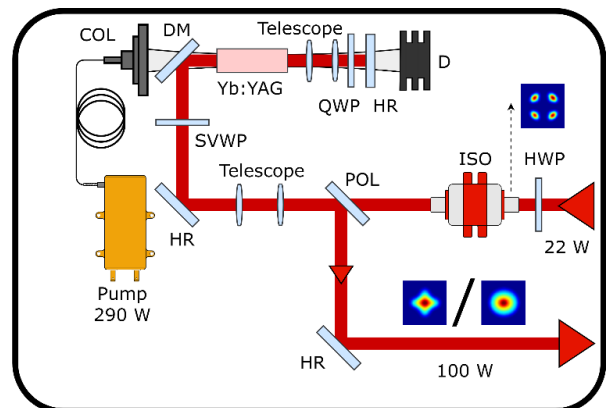 COL
DM
Telescope
D
Yb:YAG
QWP
HR
SVWP
Telescope
POL
ISO
HWP
HR
22 W
Pump
290 W
HR
100 W